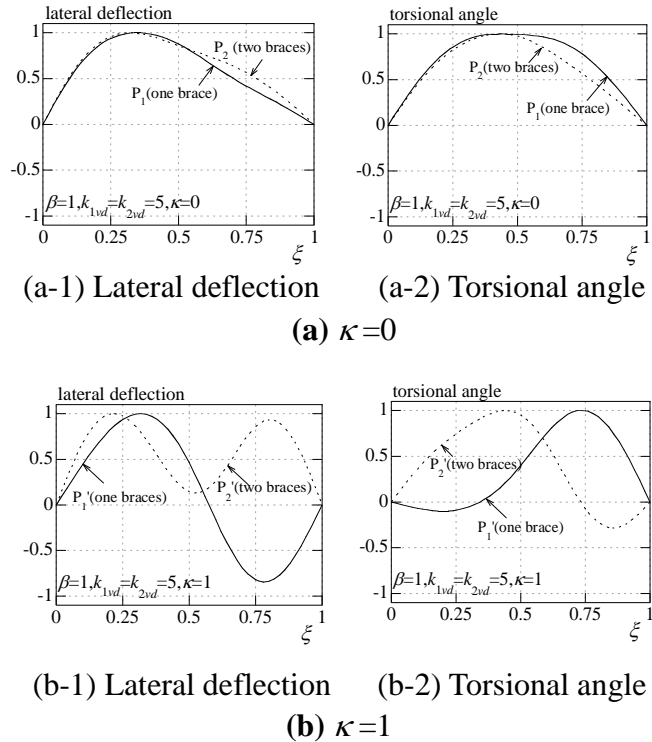 lateral deflection
1
0.5
0
-0.5
-1
P2 (two braces)
P1(one brace)
β=1,k1vd=k2vd=5,κ=0
0 0.25 0.5 0.75 1
ξ
(a-1) Lateral deflection
torsional angle
1
0.5
0
-0.5
-1
P2(two braces)
P1(one brace)
β=1,k1vd=k2vd=5,κ=0
0 0.25 0.5 0.75 1
ξ
(a-2) Torsional angle
(a) κ=0
lateral deflection
1
0.5
0
-0.5
-1
P1'(one braces)
P2'(two braces)
β=1,k1vd=k2vd=5,κ=1
0 0.25 0.5 0.75 1
ξ
(b-1) Lateral deflection
torsional angle
1
0.5
0
-0.5
-1
P2'(two braces)
P1'(one brace)
β=1,k1vd=k2vd=5,κ=1
0 0.25 0.5 0.75 1
ξ
(b-2) Torsional angle
(b) κ=1